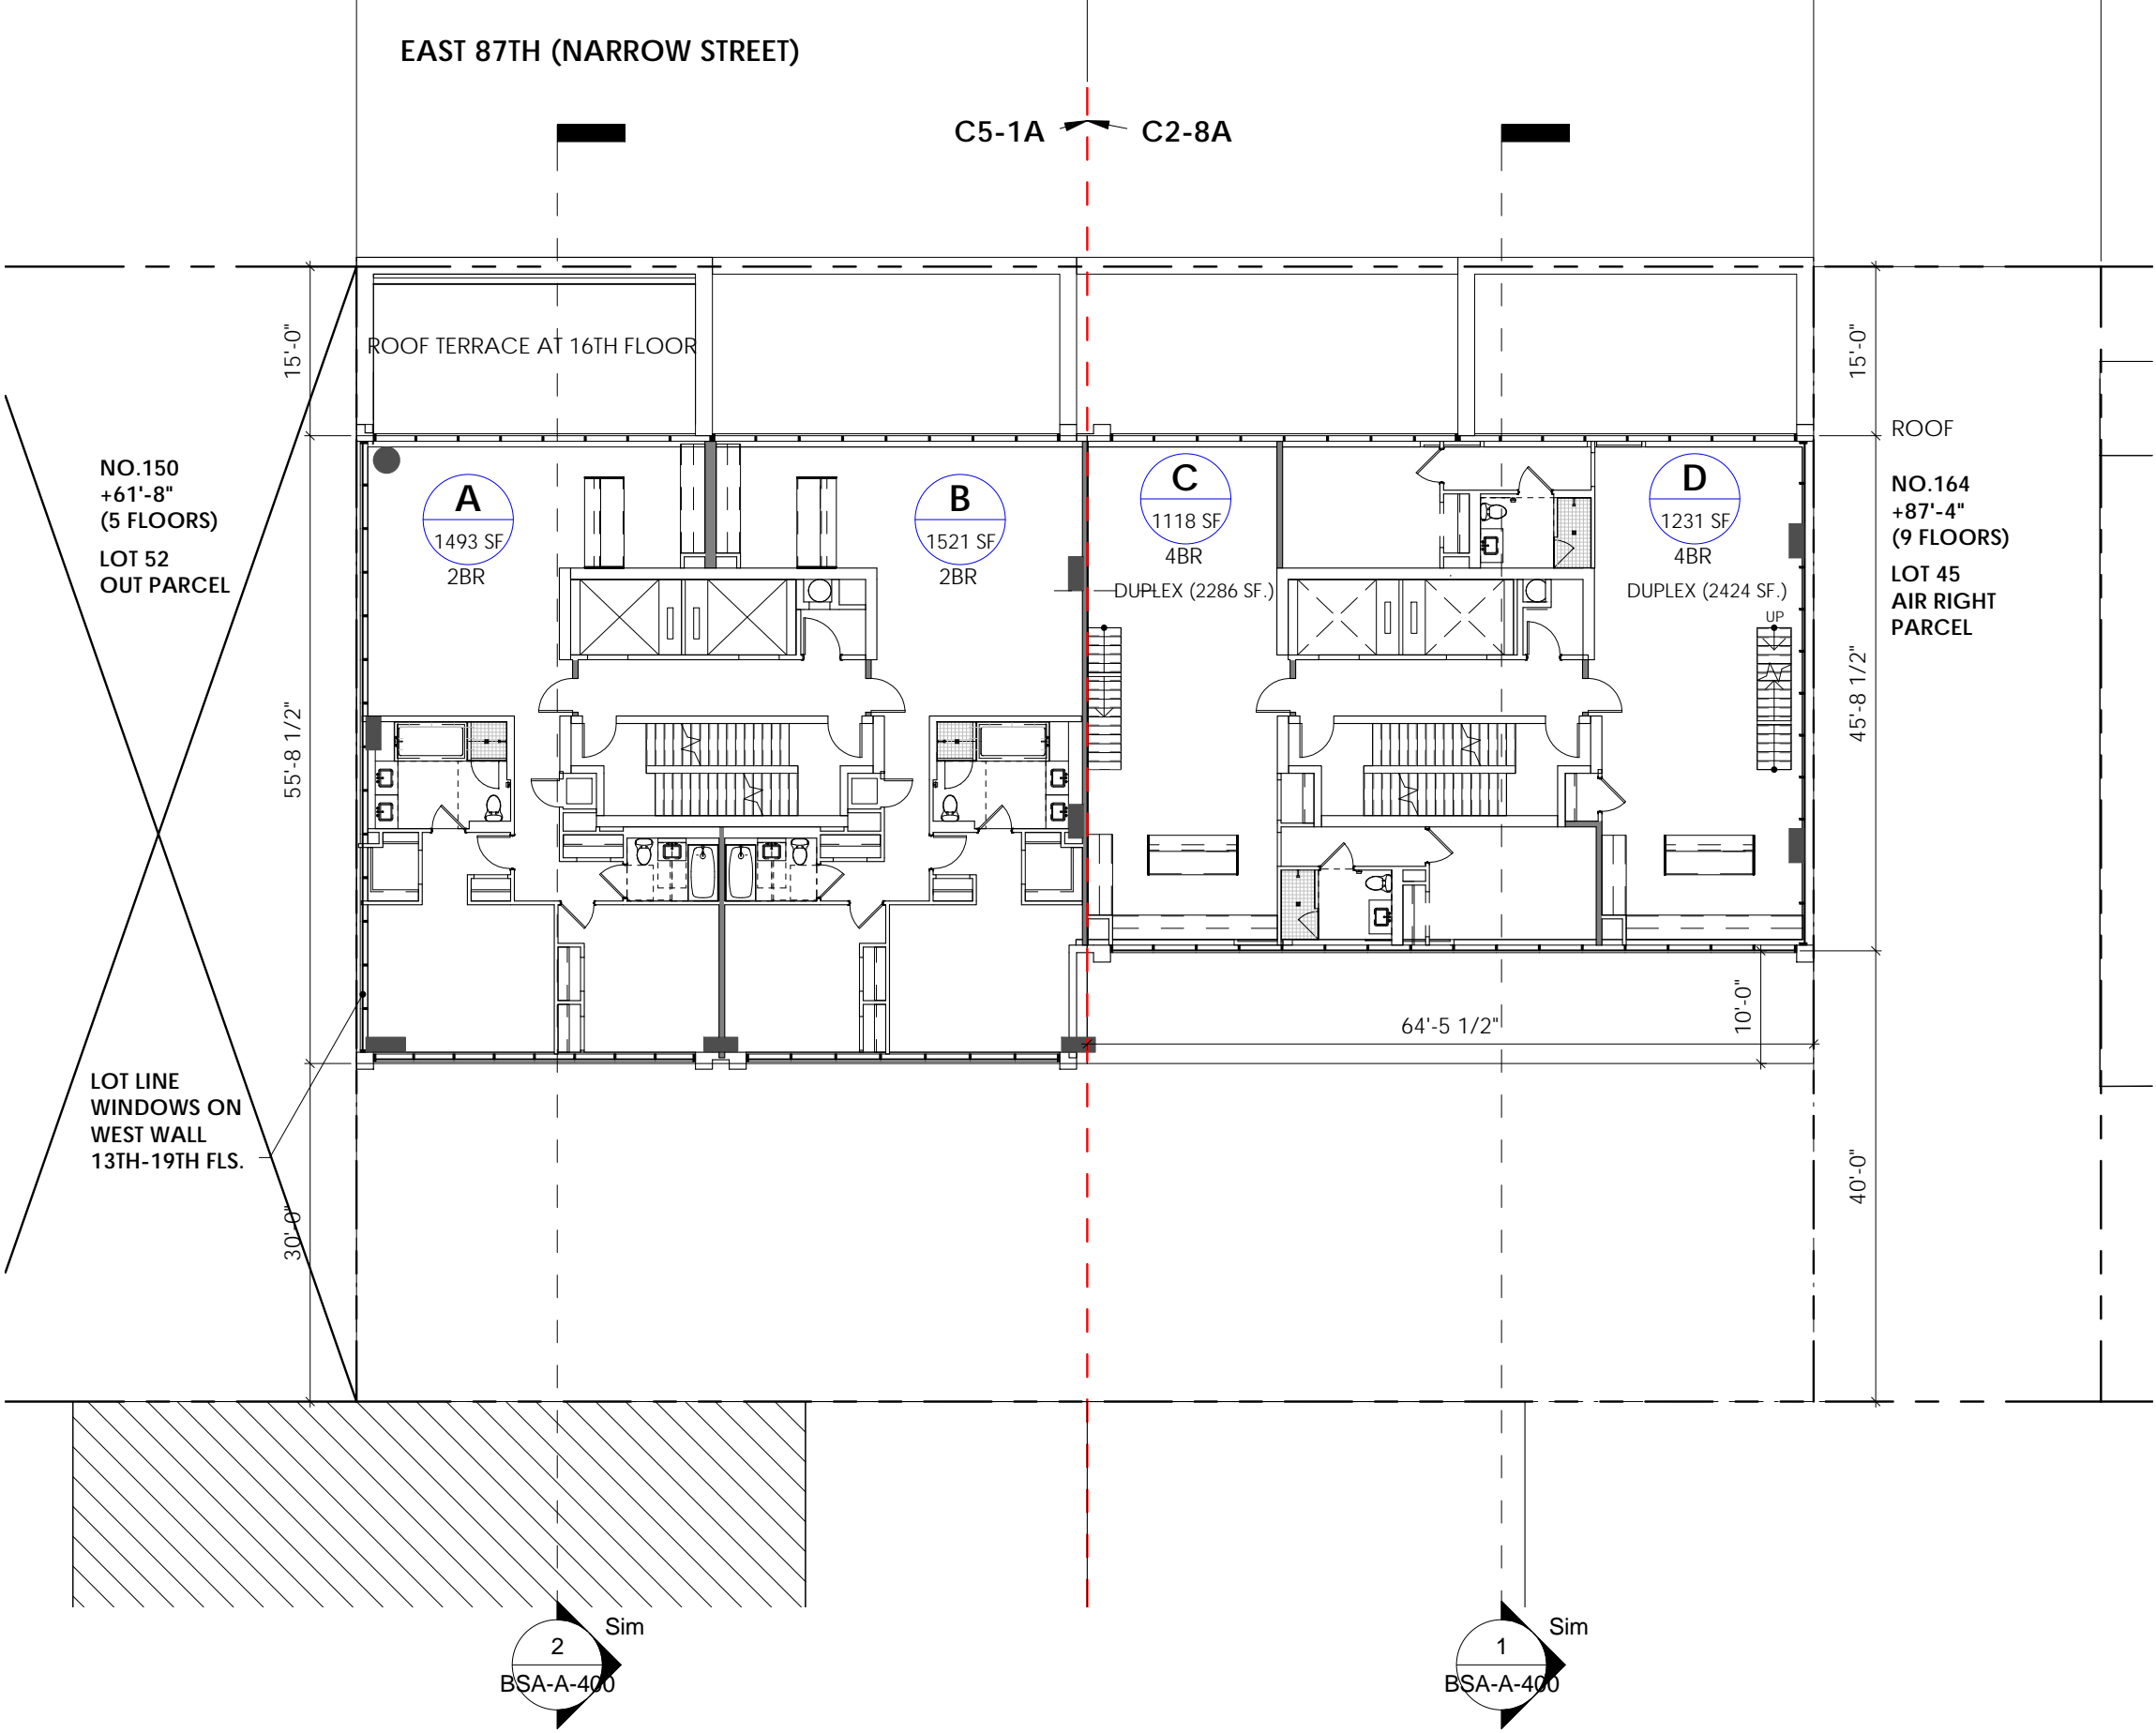 EAST 87TH (NARROW STREET)
C5-1A
C2-8A
15'-0"
ROOF TERRACE AT 16TH FLOOR
15'-0"
ROOF
NO.150
+61'-8"
(5 FLOORS)
LOT 52
OUT PARCEL
A
1493 SF
2BR
B
1521 SF
2BR
C
1118 SF
4BR
DUPLEX (2286 SF.)
D
1231 SF
4BR
DUPLEX (2424 SF.)
UP
NO.164
+87'-4"
(9 FLOORS)
LOT 45
AIR RIGHT
PARCEL
55'-8 1/2"
45'-8 1/2"
64'-5 1/2"
10'-0"
LOT LINE
WINDOWS ON
WEST WALL
13TH-19TH FLS.
30'-0"
40'-0"
2
BSA-A-400
Sim
1
BSA-A-400
Sim